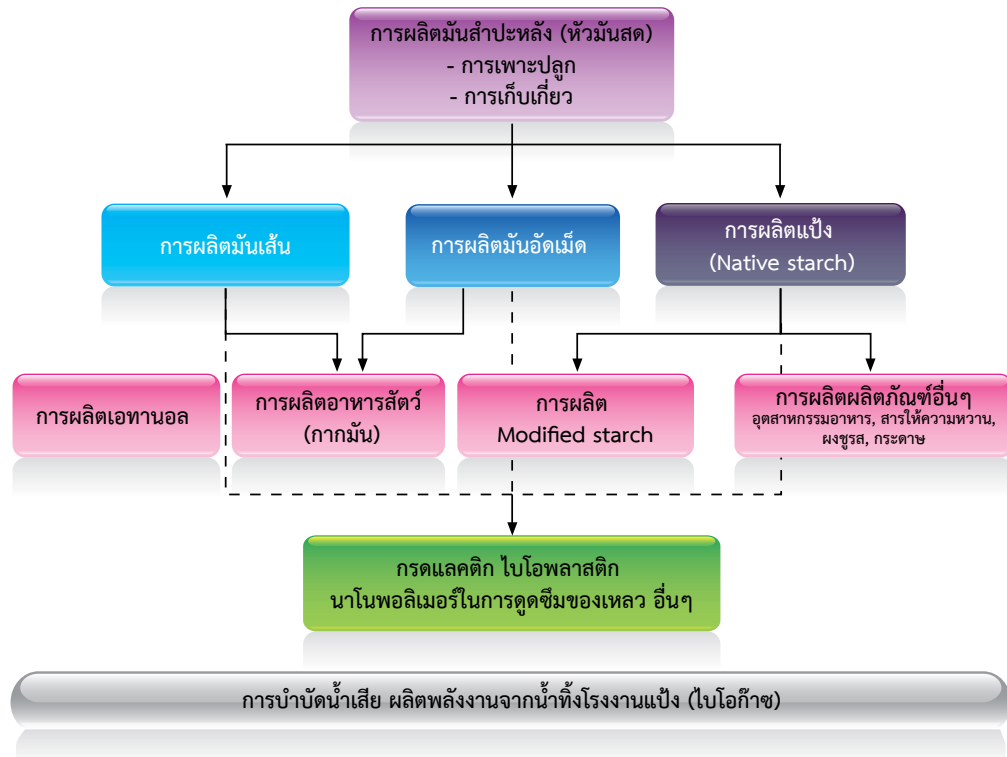 การผลิตมันสำปะหลัง (หัวมันสด)
- การเพาะปลูก
- การเก็บเกี่ยว
การผลิตมันเส้น
การผลิตมันอัดเม็ด
การผลิตแป้ง
(Native starch)
การผลิตเอทานอล
การผลิตอาหารสัตว์
(กากมัน)
การผลิต
Modified starch
การผลิตผลิตภัณฑ์อื่นๆ
อุตสาหกรรมอาหาร, สารให้ความหวาน,
ผงชูรส, กระดาษ
กรดแลคติก ไบโอพลาสติก
นาโนพอลิเมอร์ในการดูดซึมของเหลว อื่นๆ
การบำบัดน้ำเสีย ผลิตพลังงานจากน้ำทิ้งโรงงานแป้ง (ไบโอก๊าซ)